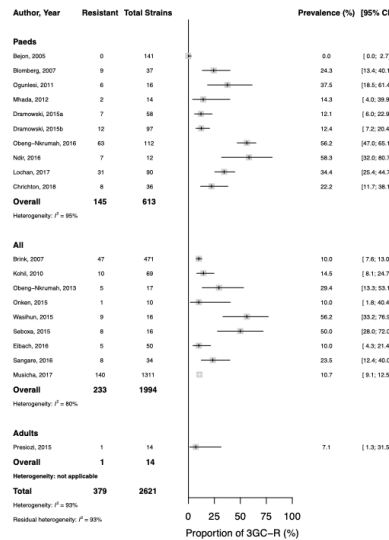 Author, Year Resistant Total Strains Prevalence (%) [95% C
Paeds
Bejon, 2005 0 141 0.0 [ 0.0; 2.7
Blomberg, 2007 9 37 24.3 [13.4; 40.1
Ogunlesi, 2011 6 16 37.5 [18.5; 61.4
Mhada, 2012 2 14 14.3 [ 4.0; 39.9
Dramowski, 2015a 7 58 12.1 [ 6.0; 22.9
Dramowski, 2015b 12 97 12.4 [ 7.2; 20.4
Obeng−Nkrumah, 2016 63 112 56.2 [47.0; 65.1
Ndir, 2016 7 12 58.3 [32.0; 80.7
Lochan, 2017 31 90 34.4 [25.4; 44.7
Chrichton, 2018 8 36 22.2 [11.7; 38.1
Overall 145 613
Heterogeneity: I² = 95%
All
Brink, 2007 47 471 10.0 [ 7.6; 13.0
Kohli, 2010 10 69 14.5 [ 8.1; 24.7
Obeng−Nkrumah, 2013 5 17 29.4 [13.3; 53.1
Onken, 2015 1 10 10.0 [ 1.8; 40.4
Wasihun, 2015 9 16 56.2 [33.2; 76.9
Seboxa, 2015 8 16 50.0 [28.0; 72.0
Eibach, 2016 5 50 10.0 [ 4.3; 21.4
Sangare, 2016 8 34 23.5 [12.4; 40.0
Musicha, 2017 140 1311 10.7 [ 9.1; 12.5
Overall 233 1994
Heterogeneity: I² = 80%
Adults
Preziozi, 2015 1 14 7.1 [ 1.3; 31.5
Overall 1 14
Heterogeneity: not applicable
Total 379 2621
Heterogeneity: I² = 93%
Residual heterogeneity: I² = 93%
0 25 50 75 100
Proportion of 3GC−R (%)